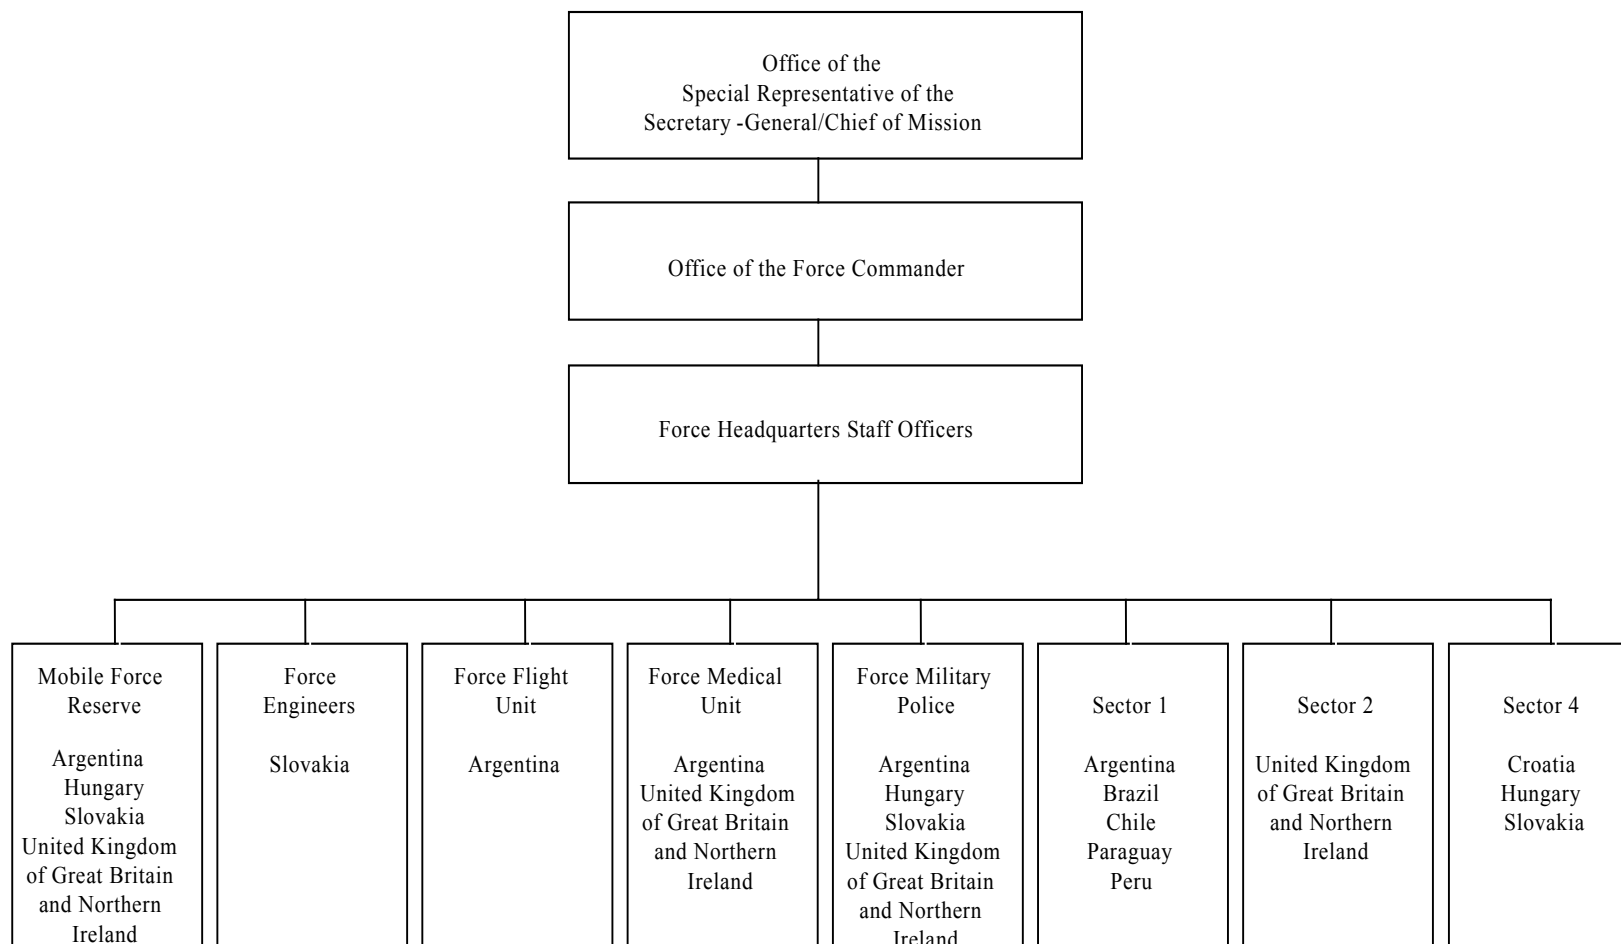 Office of the
Special Representative of the
Secretary -General/Chief of Mission
Office of the Force Commander
Force Headquarters Staff Officers
Mobile Force
Reserve
Argentina
Hungary
Slovakia
United Kingdom
of Great Britain
and Northern
Ireland
Force
Engineers
Slovakia
Force Flight
Unit
Argentina
Force Medical
Unit
Argentina
United Kingdom
of Great Britain
and Northern
Ireland
Force Military
Police
Argentina
Hungary
Slovakia
United Kingdom
of Great Britain
and Northern
Ireland
Sector 1
Argentina
Brazil
Chile
Paraguay
Peru
Sector 2
United Kingdom
of Great Britain
and Northern
Ireland
Sector 4
Croatia
Hungary
Slovakia